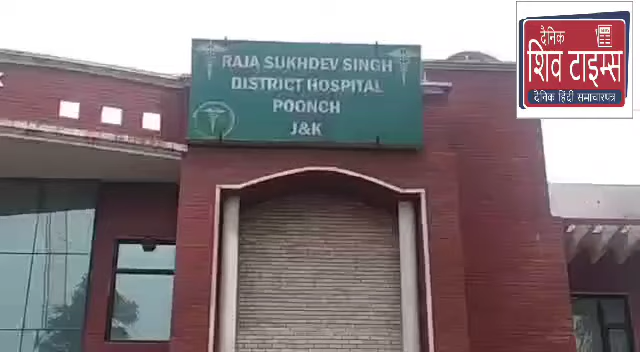 RAJA SUKHDEV SINGH
DISTRICT HOSPITAL
POONCH
J&K
दैनिक
शिव टाइम्स
दैनिक हिंदी समाचारपत्र